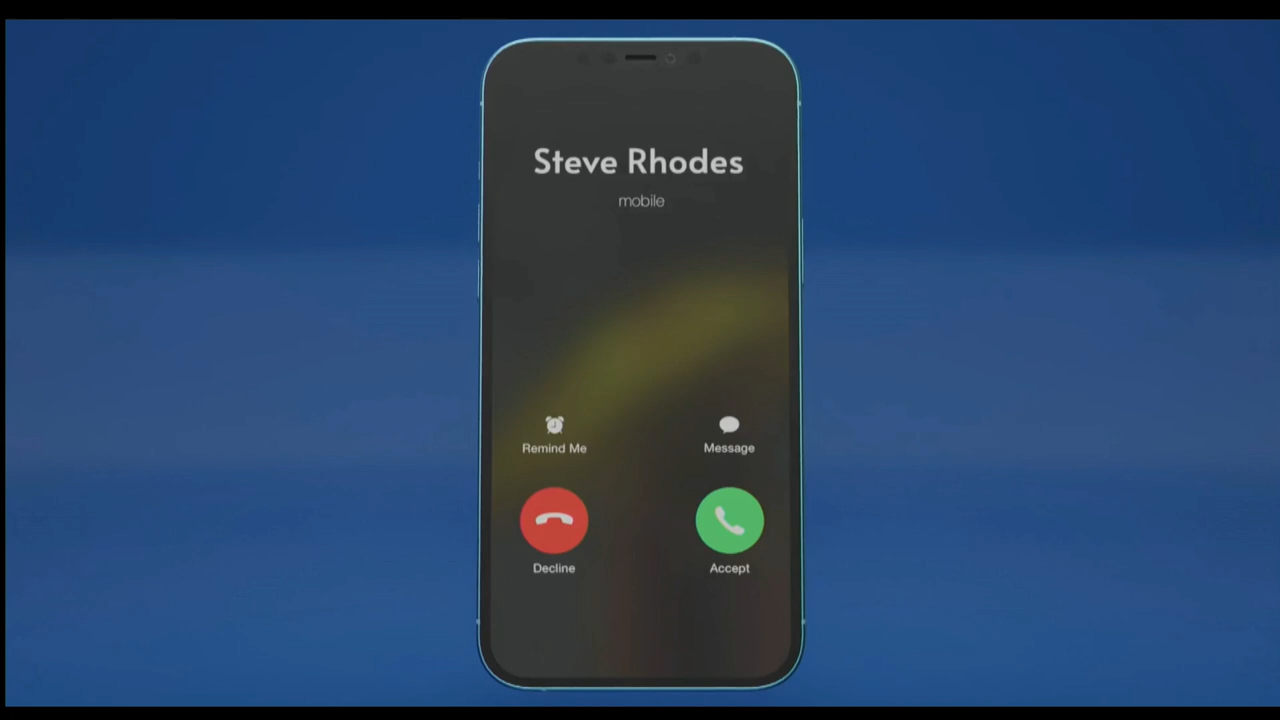 Steve Rhodes
mobile
Remind Me
Message
Decline
Accept